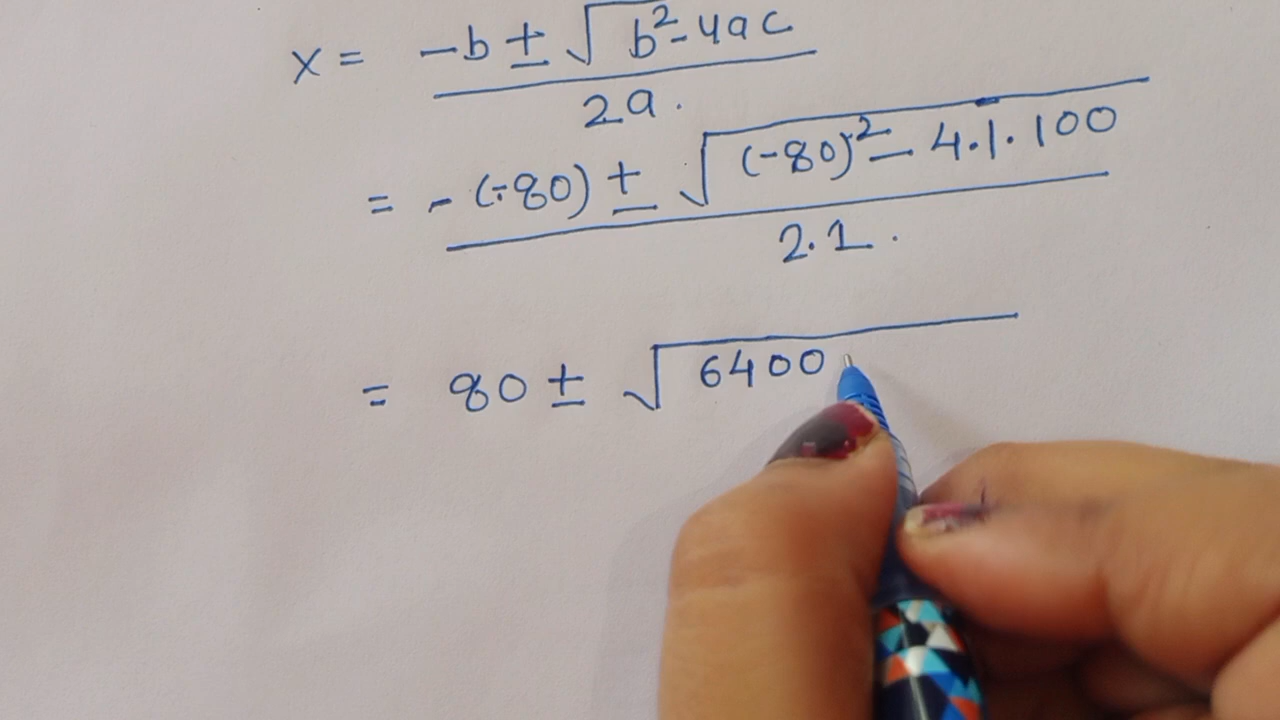 x = -b ± √b²-4ac
2a.
= -(-80) ± √(-80)² - 4.1.100
2.1.
= 80 ± √6400